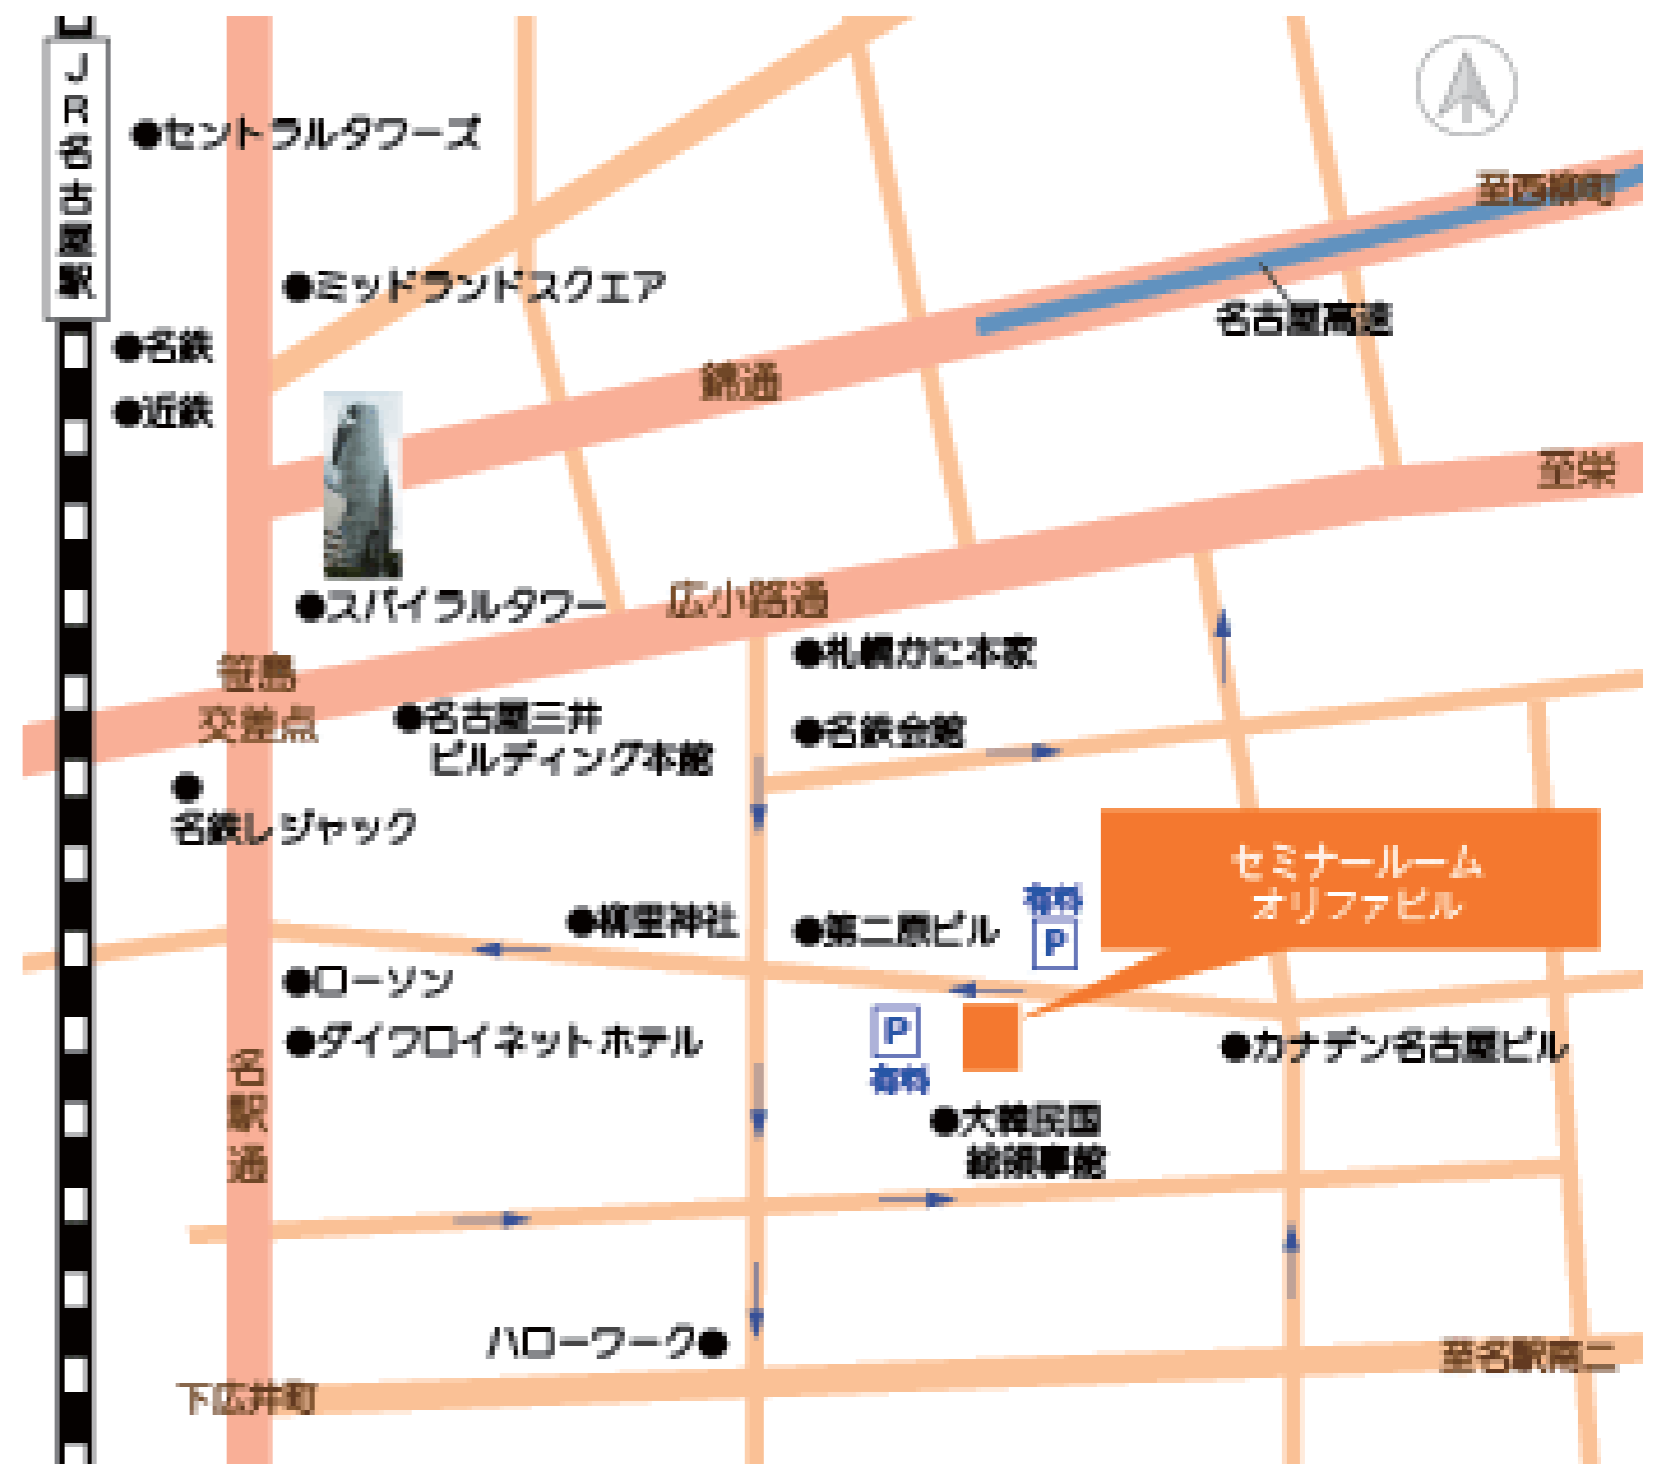 JR名古屋駅
●セントラルタワーズ
至西柳町
●ミッドランドスクエア
名古屋高速
●名鉄
錦通
●近鉄
至栄
●スパイラルタワー
広小路通
●札幌かに本家
笹島
交差点
●名古屋三井
ビルディング本館
●名鉄会館
●
名鉄レジャック
セミナールーム
オリファビル
有料
P
●柳里神社
●第二原ビル
●ローソン
P
有料
●ダイワロイネットホテル
●カナデン名古屋ビル
名駅通
●大韓民国
総領事館
ハローワーク●
至名駅南二
下広井町